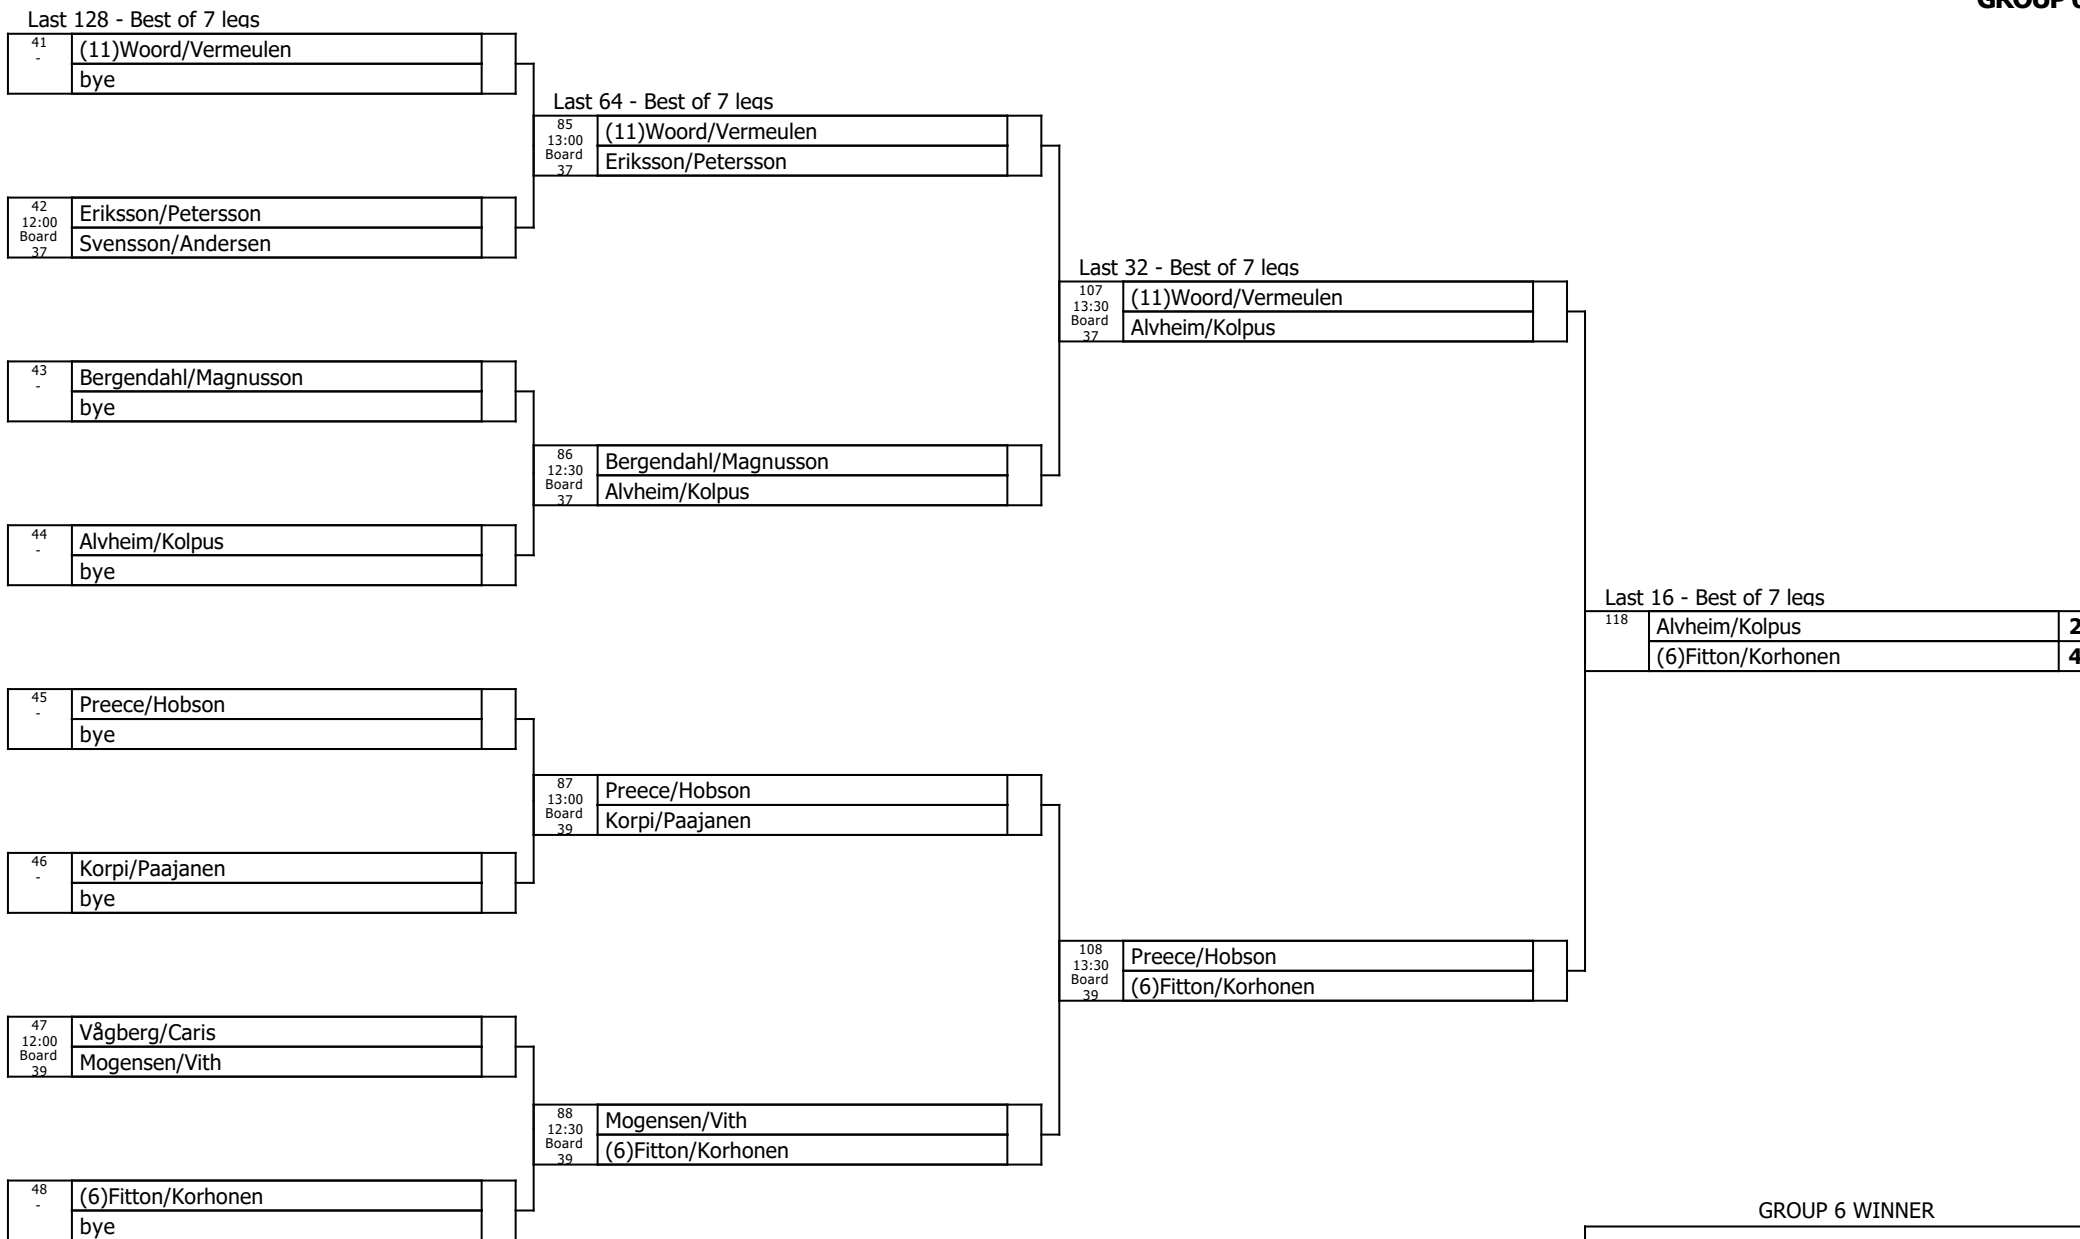 GROUP
Last 128 - Best of 7 legs
41
-
(11)Woord/Vermeulen
bye
42
12:00
Board
37
Eriksson/Petersson
Svensson/Andersen
43
-
Bergendahl/Magnusson
bye
44
-
Alvheim/Kolpus
bye
45
-
Preece/Hobson
bye
46
-
Korpi/Paajanen
bye
47
12:00
Board
39
Vågberg/Caris
Mogensen/Vith
48
-
(6)Fitton/Korhonen
bye
Last 64 - Best of 7 legs
85
13:00
Board
37
(11)Woord/Vermeulen
Eriksson/Petersson
86
12:30
Board
37
Bergendahl/Magnusson
Alvheim/Kolpus
87
13:00
Board
39
Preece/Hobson
Korpi/Paajanen
88
12:30
Board
39
Mogensen/Vith
(6)Fitton/Korhonen
Last 32 - Best of 7 legs
107
13:30
Board
37
(11)Woord/Vermeulen
Alvheim/Kolpus
108
13:30
Board
39
Preece/Hobson
(6)Fitton/Korhonen
Last 16 - Best of 7 legs
118
Alvheim/Kolpus 2
(6)Fitton/Korhonen 4
GROUP 6 WINNER